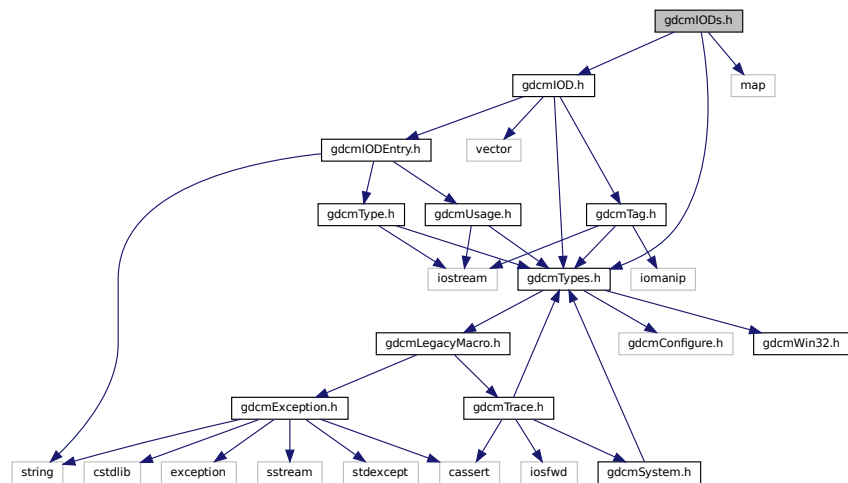 gdcmIODs.h
gdcmIOD.h
map
gdcmIODEntry.h
vector
gdcmType.h
gdcmUsage.h
gdcmTag.h
iostream
gdcmTypes.h
iomanip
gdcmLegacyMacro.h
gdcmConfigure.h
gdcmWin32.h
gdcmException.h
gdcmTrace.h
string
cstdlib
exception
sstream
stdexcept
cassert
iosfwd
gdcmSystem.h